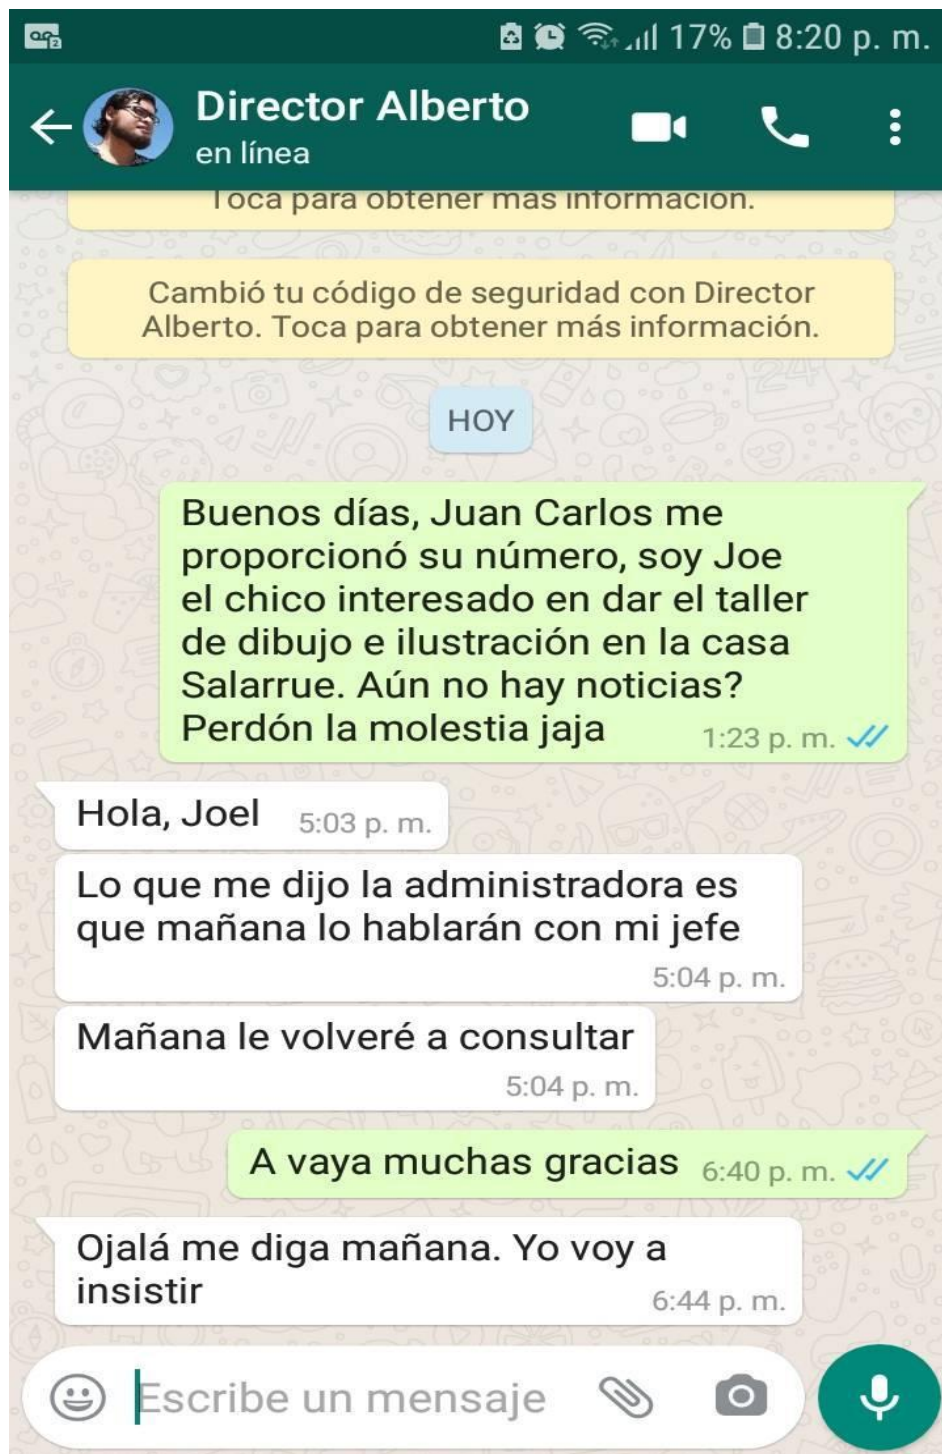 17% 8:20 p. m.
Director Alberto
en línea
Toca para obtener más información.
Cambió tu código de seguridad con Director
Alberto. Toca para obtener más información.
HOY
Buenos días, Juan Carlos me
proporcionó su número, soy Joe
el chico interesado en dar el taller
de dibujo e ilustración en la casa
Salarrue. Aún no hay noticias?
Perdón la molestia jaja 1:23 p. m.
Hola, Joel 5:03 p. m.
Lo que me dijo la administradora es
que mañana lo hablarán con mi jefe
5:04 p. m.
Mañana le volveré a consultar
5:04 p. m.
A vaya muchas gracias 6:40 p. m.
Ojalá me diga mañana. Yo voy a
insistir 6:44 p. m.
Escribe un mensaje